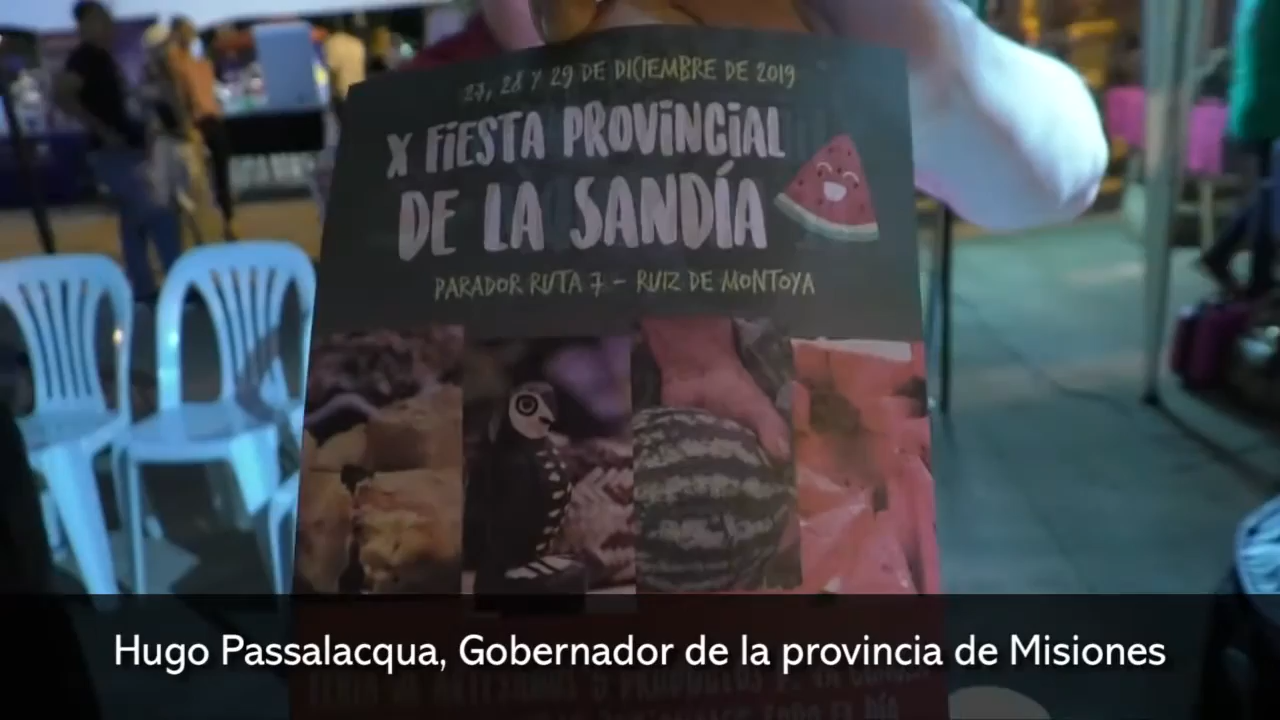 27, 28 Y 29 DE DICIEMBRE DE 2019
X FIESTA PROVINCIAL
DE LA SANDÍA
PARADOR RUTA 7 - RUIZ DE MONTOYA
Hugo Passalacqua, Gobernador de la provincia de Misiones